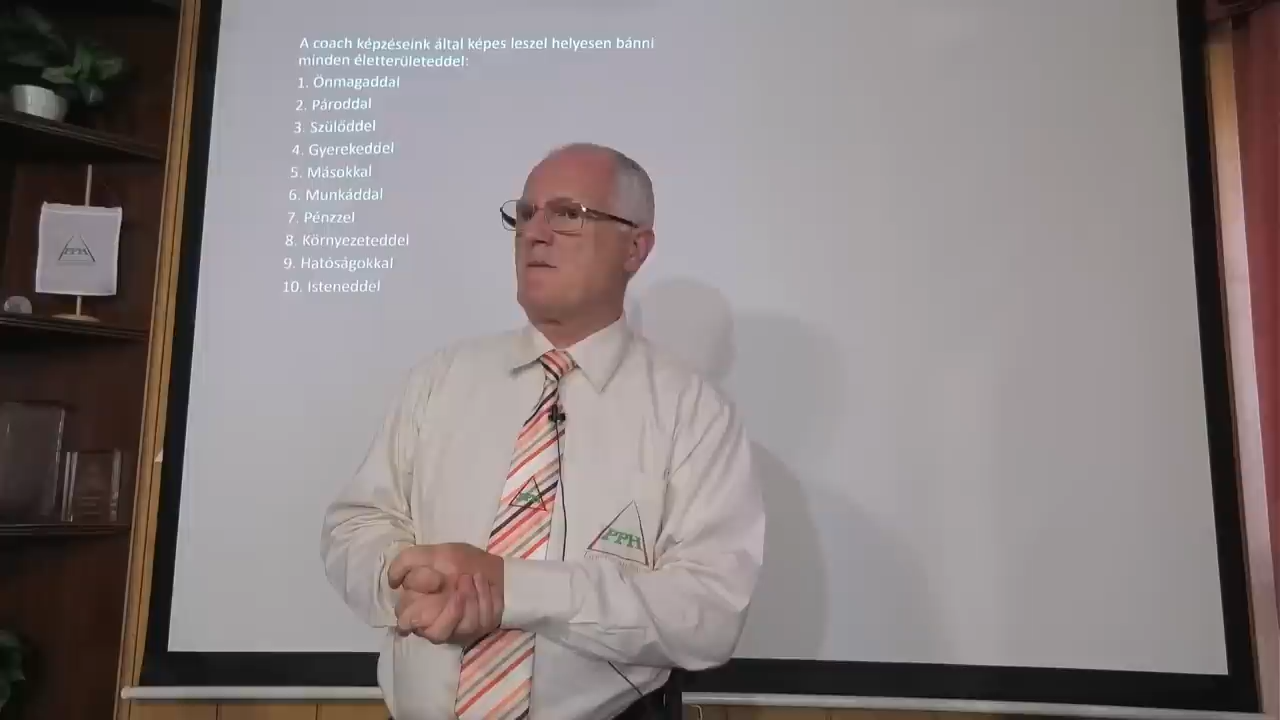 A coach képzéseink által képes leszel helyesen bánni
minden életterületeddel:
1. Önmagaddal
2. Pároddal
3. Szülőddel
4. Gyerekeddel
5. Másokkal
6. Munkáddal
7. Pénzzel
8. Környezeteddel
9. Hatóságokkal
10. Isteneddel
PPH
PPH
PPH